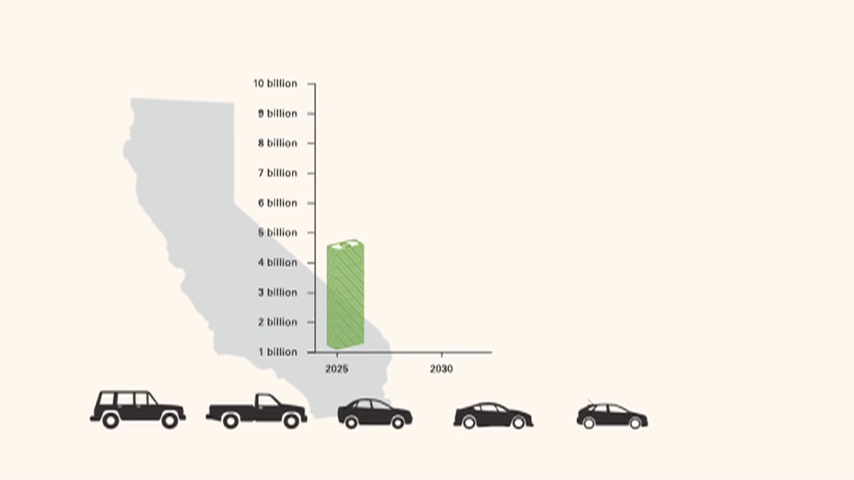 10 billion
9 billion
8 billion
7 billion
6 billion
5 billion
4 billion
3 billion
2 billion
1 billion
2025 2030